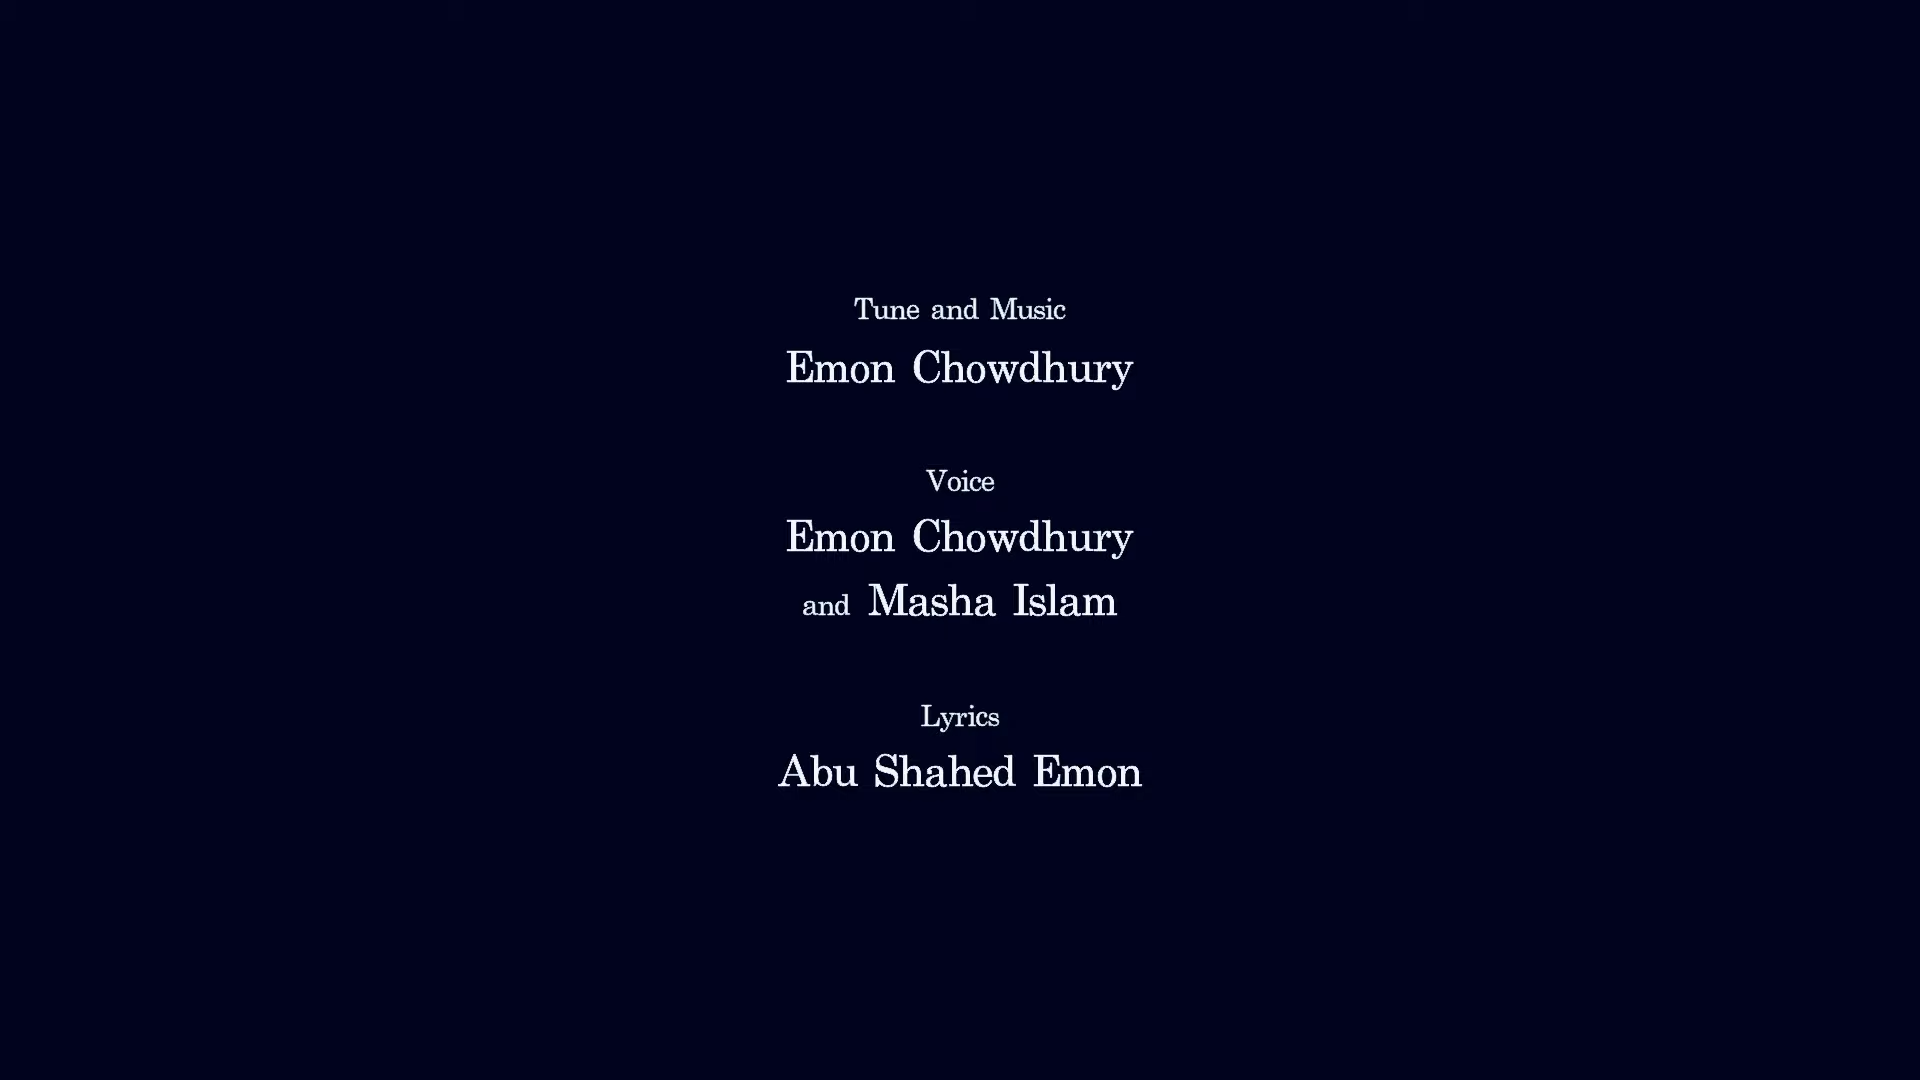 Tune and Music
Emon Chowdhury
Voice
Emon Chowdhury
and Masha Islam
Lyrics
Abu Shahed Emon